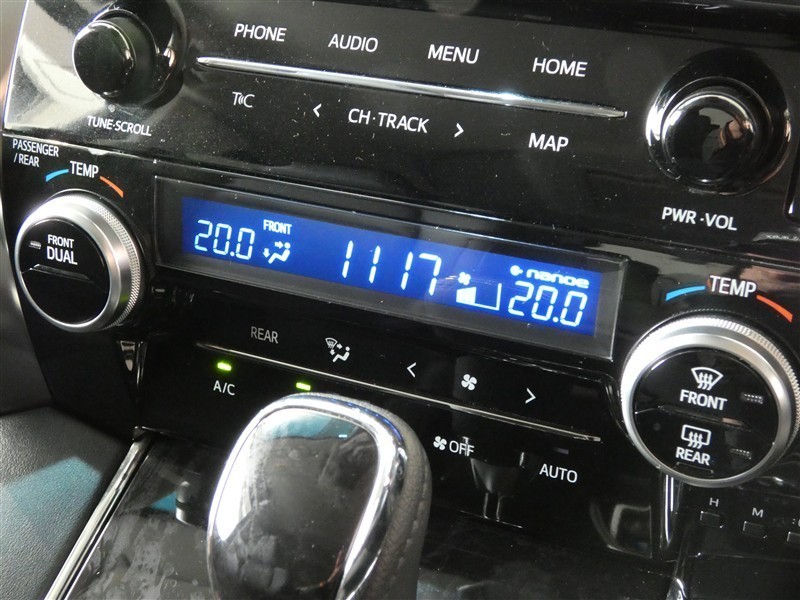 PHONE
AUDIO
MENU
HOME
TUNE·SCROLL
T C
< CH·TRACK >
MAP
PWR·VOL
PASSENGER
/REAR
TEMP
FRONT
DUAL
20.0
FRONT
1117
nanoe
20.0
TEMP
REAR
<
>
A/C
OFF
AUTO
FRONT
REAR
H
M